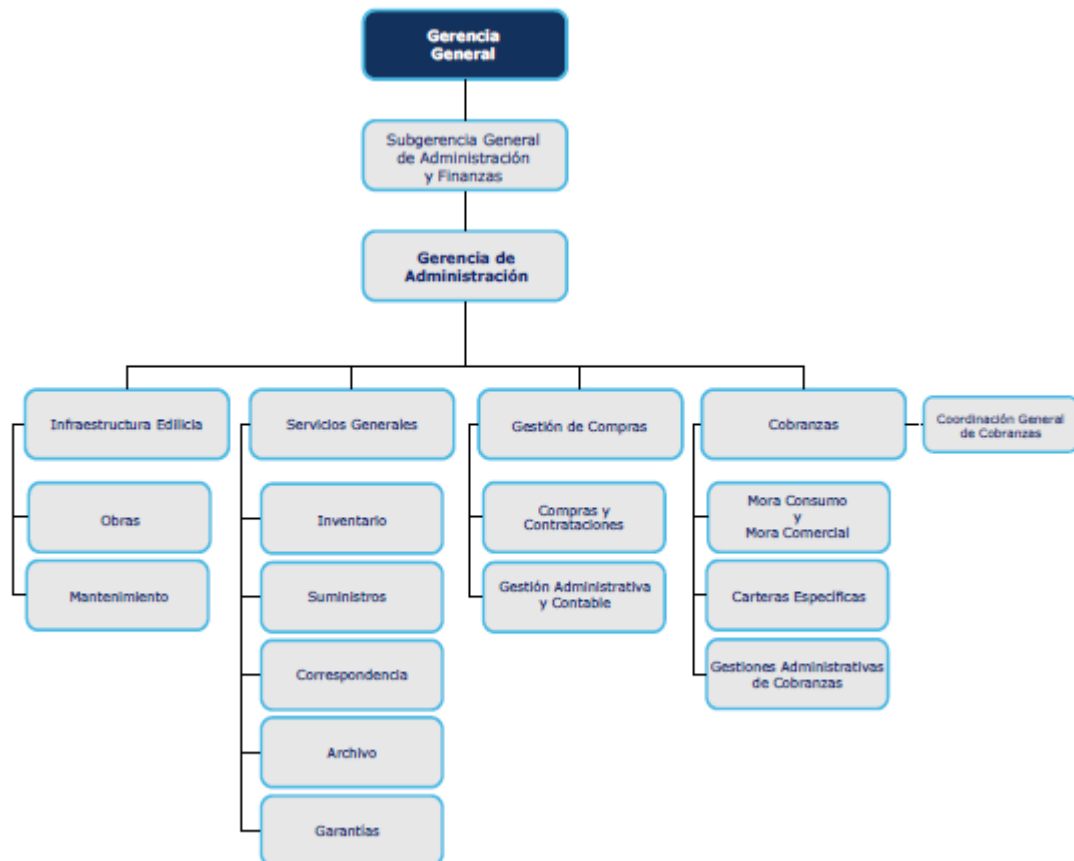 Gerencia
General
Subgerencia General
de Administración
y Finanzas
Gerencia de
Administración
Infraestructura Edilicia
Servicios Generales
Gestión de Compras
Cobranzas
Coordinación General
de Cobranzas
Obras
Mantenimiento
Inventario
Suministros
Correspondencia
Archivo
Garantías
Compras y
Contrataciones
Gestión Administrativa
y Contable
Mora Consumo
y
Mora Comercial
Carteras Específicas
Gestiones Administrativas
de Cobranzas